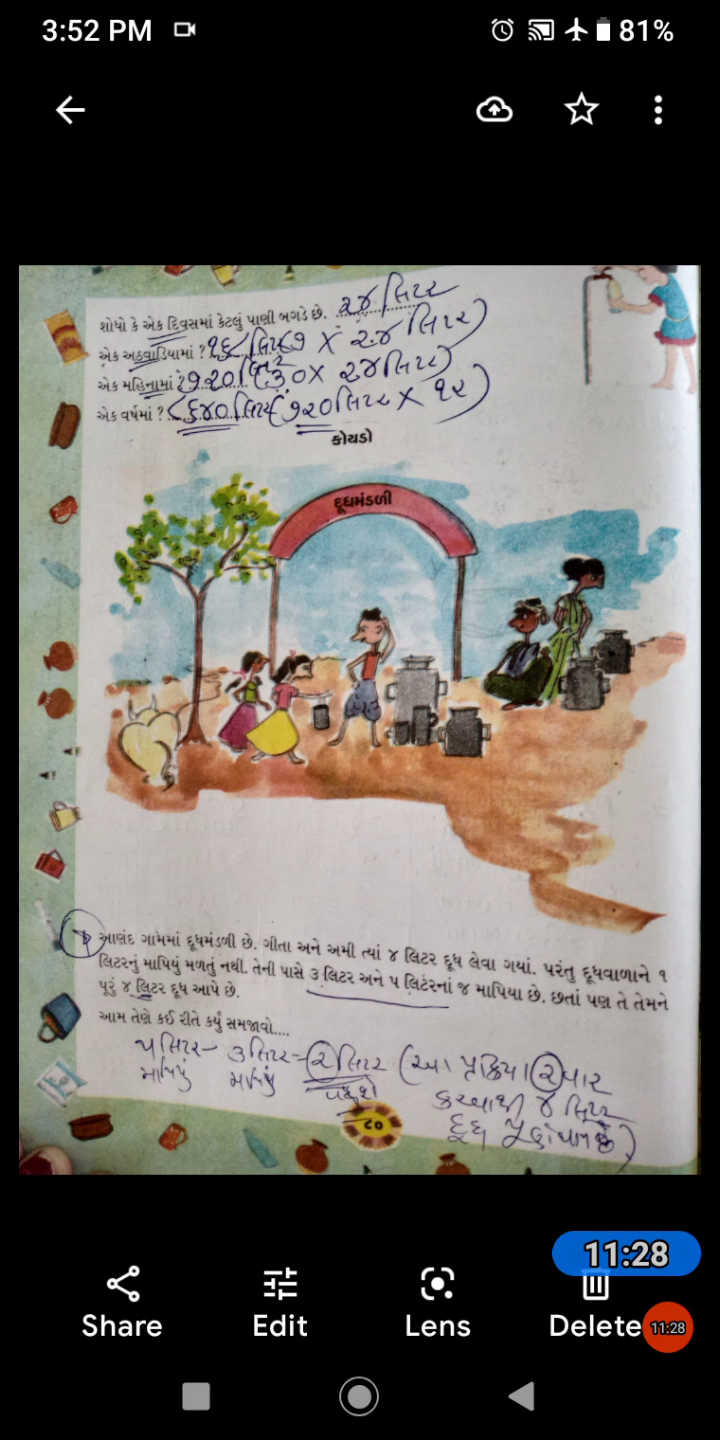 3:52 PM
81%
શોધો કે એક દિવસમાં કેટલું પાણી બગડે છે. ૨૪ લિટર
એક અઠવાડિયામાં ? ૧૬૮ લિટર (૭ X ૨૪ લિટર)
એક મહિનામાં ? ૭૨૦ લિટર (૩૦X ૨૪ લિટર)
એક વર્ષમાં ? ૮૬૪૦ લિટર (૭૨૦ લિટર X ૧૨)
કોયડો
દૂધમંડળી
આણંદ ગામમાં દૂધમંડળી છે. ગીતા અને અમી ત્યાં ૪ લિટર દૂધ લેવા ગયાં. પરંતુ દૂધવાળાને ૧
લિટરનું માપિયું મળતું નથી. તેની પાસે ૩ લિટર અને ૫ લિટરનાં જ માપિયા છે. છતાં પણ તે તેમને
પૂરું ૪ લિટર દૂધ આપે છે.
આમ તેણે કઈ રીતે કર્યું સમજાવો....
૫ લિટર – ૩ લિટર = ૨ લિટર (આ પ્રક્રિયા ૨ વાર
માપિયું માપિયું વધશે કરવાથી ૪ લિટર
દૂધ
૮૦
11:28
Share
Edit
Lens
Delete
11:28